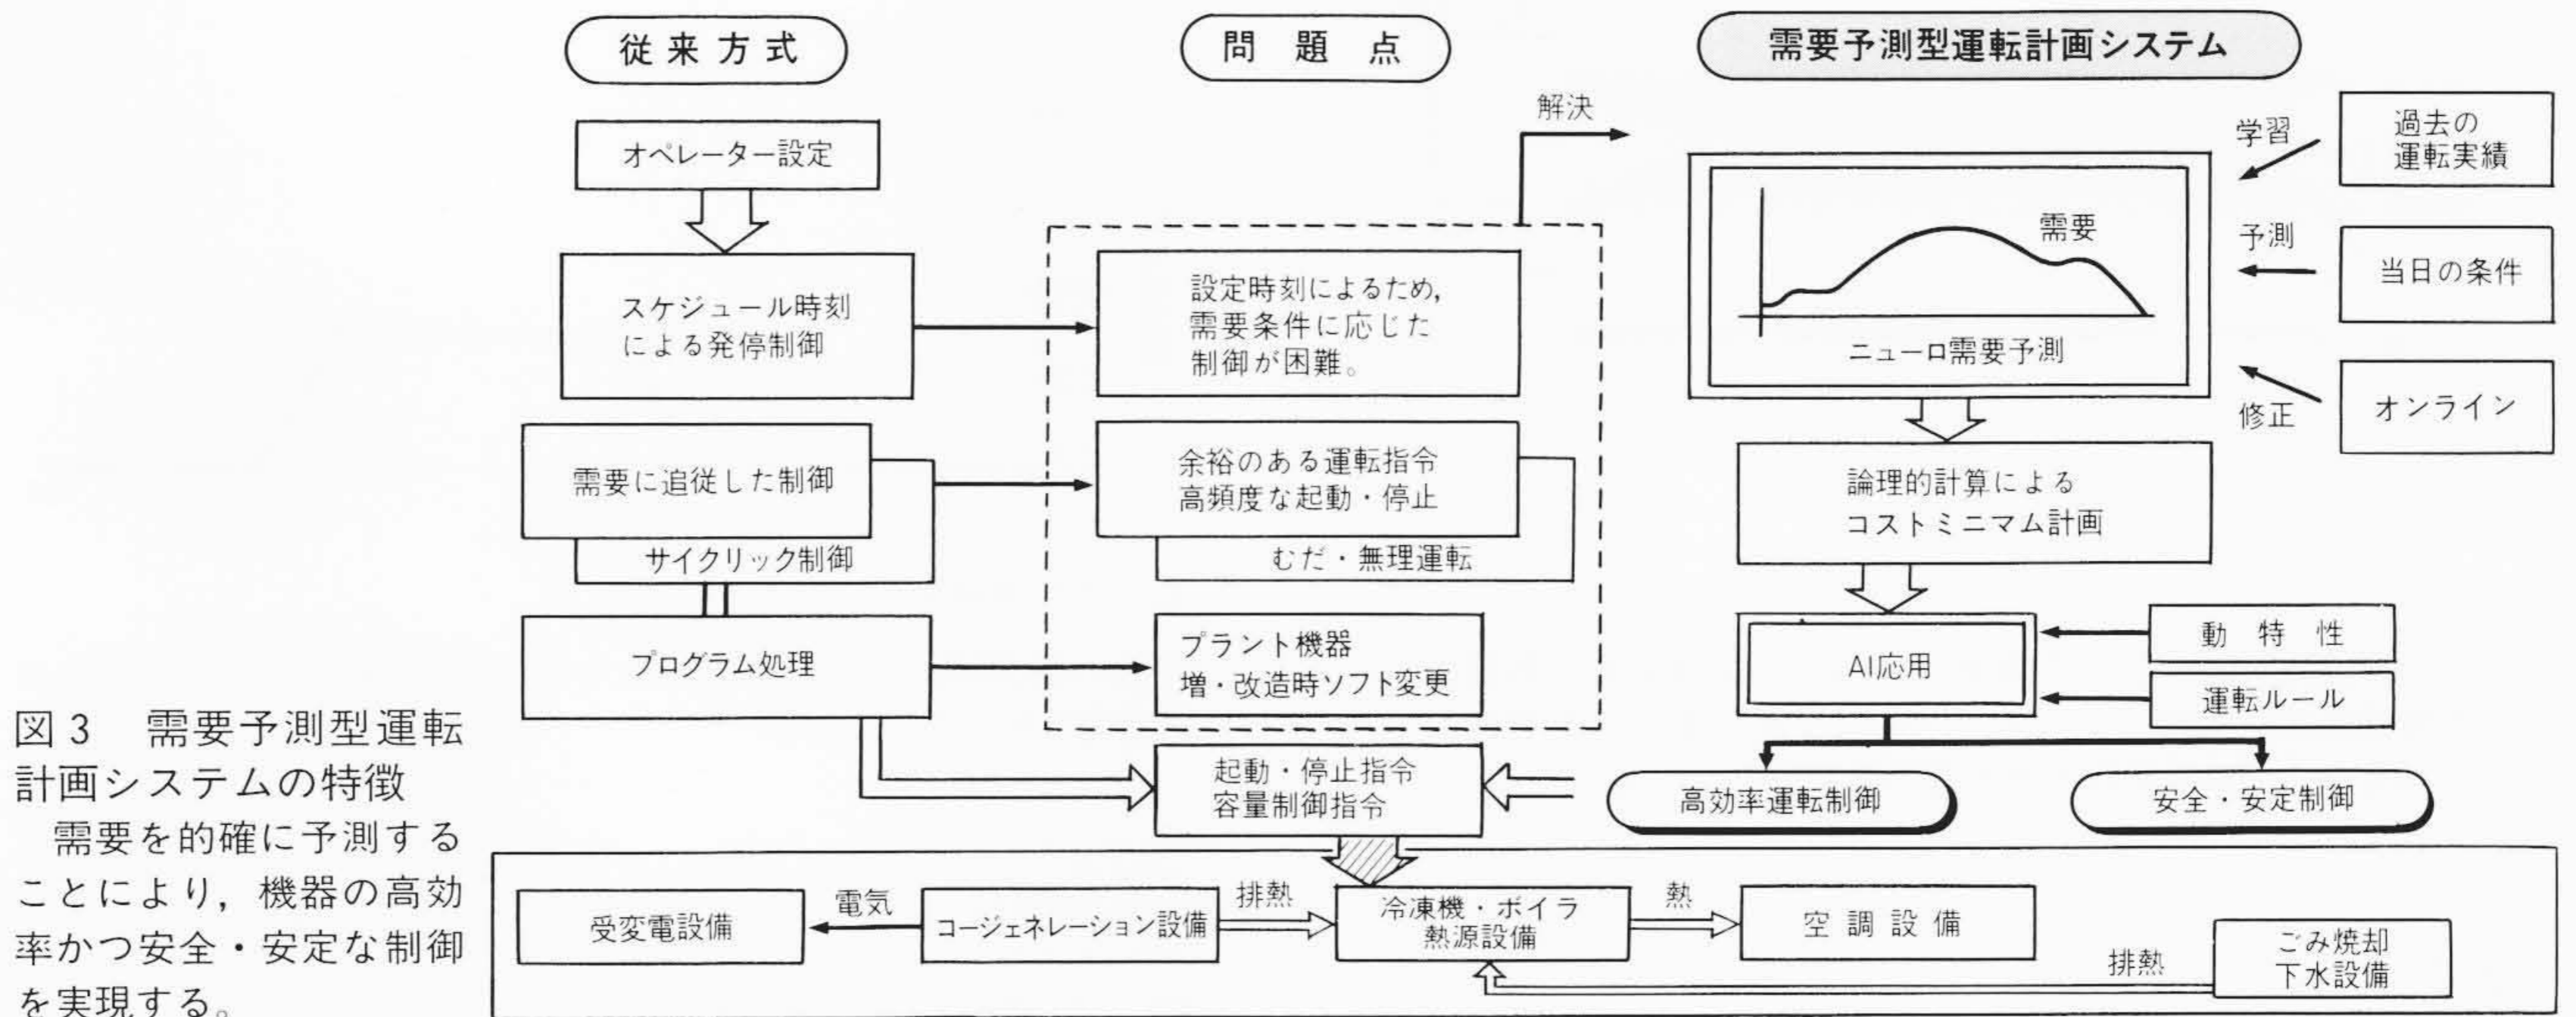 従来方式
オペレーター設定
スケジュール時刻
による発停制御
需要に追従した制御
サイクリック制御
プログラム処理
問題点
設定時刻によるため,
需要条件に応じた
制御が困難。
余裕のある運転指令
高頻度な起動・停止
むだ・無理運転
プラント機器
増・改造時ソフト変更
起動・停止指令
容量制御指令
解決
需要予測型運転計画システム
需要
ニューロ需要予測
学習
過去の
運転実績
予測
当日の条件
修正
オンライン
論理的計算による
コストミニマム計画
AI応用
動特性
運転ルール
高効率運転制御
安全・安定制御
受変電設備
電気
コージェネレーション設備
排熱
冷凍機・ボイラ
熱源設備
熱
空調設備
排熱
ごみ焼却
下水設備
図3 需要予測型運転
計画システムの特徴
需要を的確に予測する
ことにより,機器の高効
率かつ安全・安定な制御
を実現する。